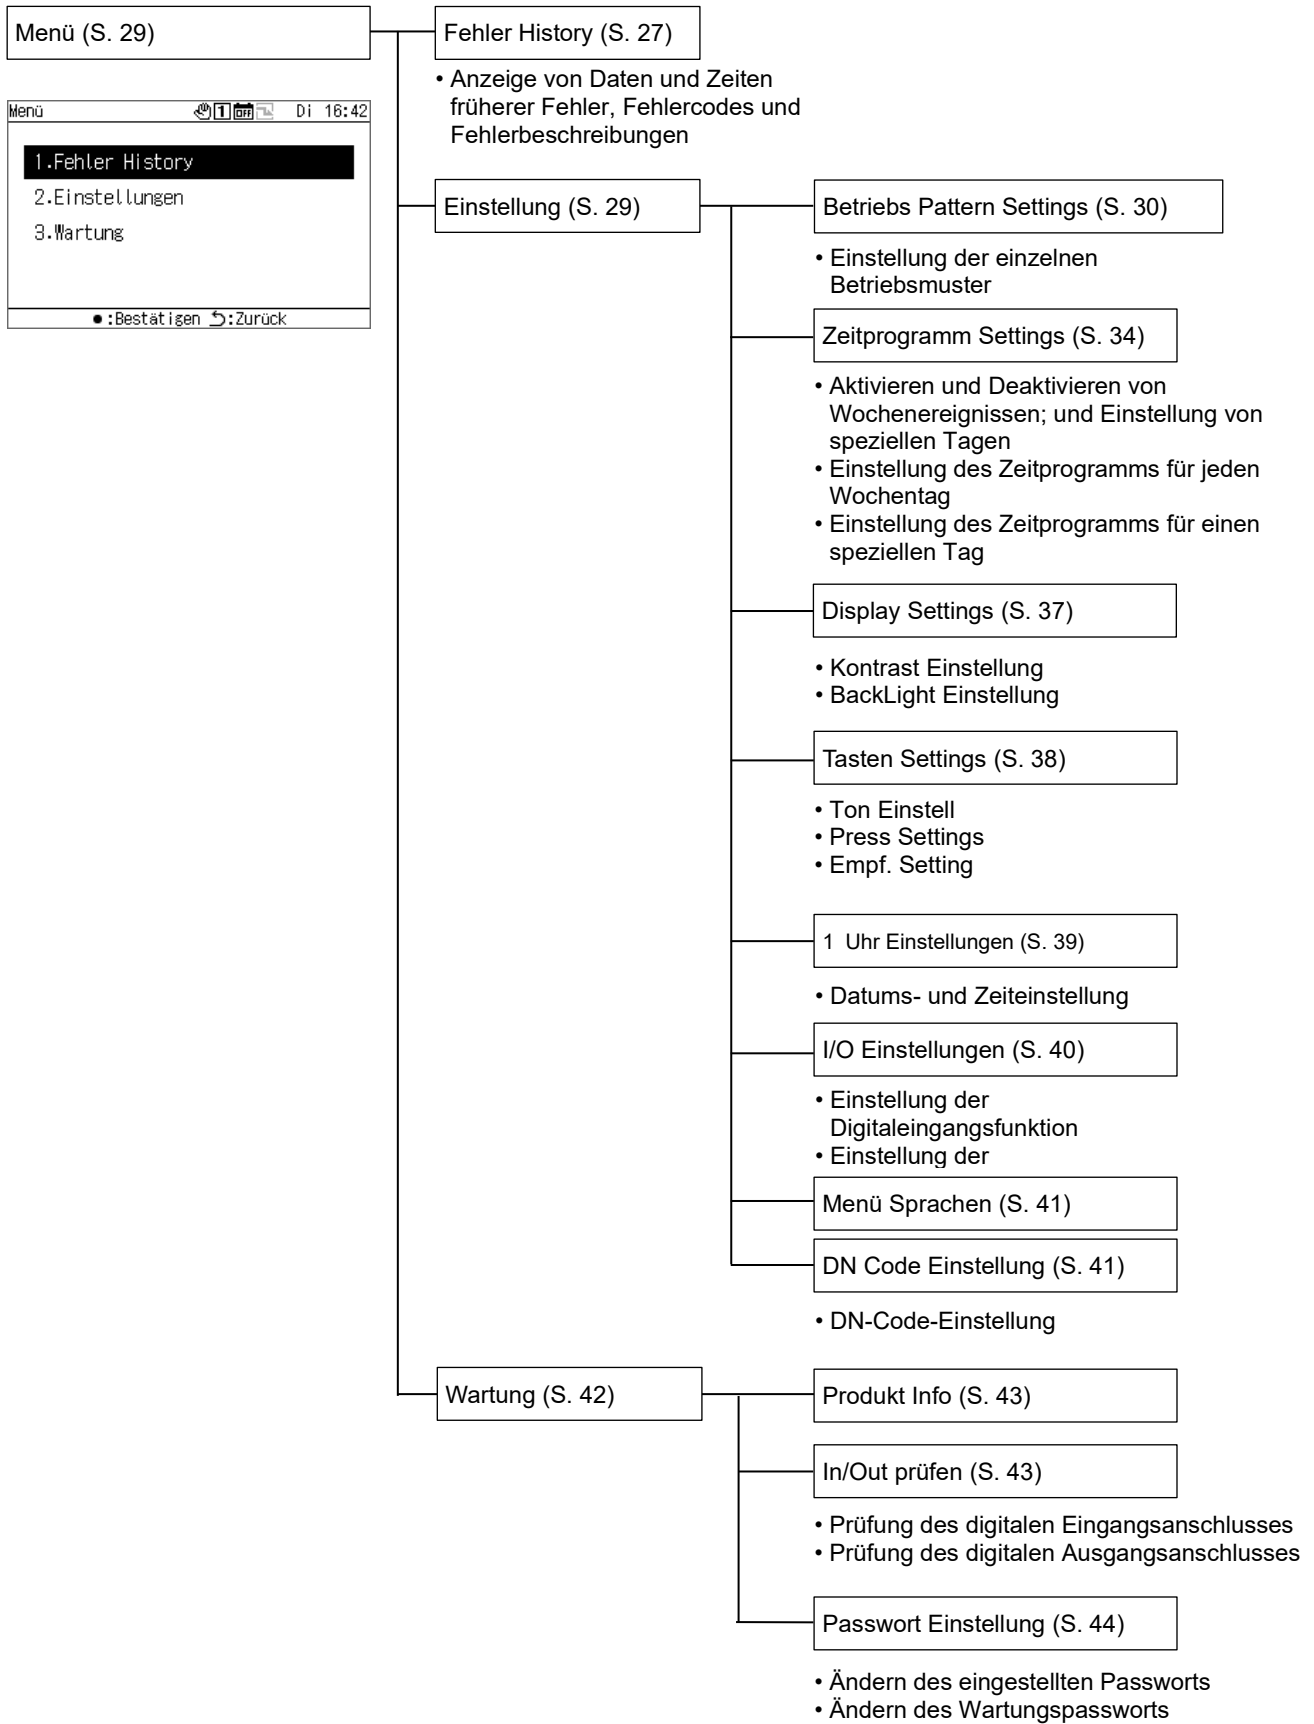 Menü (S. 29)
Menü 1 OFF Di 16:42
1.Fehler History
2.Einstellungen
3.Wartung
●:Bestätigen ⮌:Zurück
Fehler History (S. 27)
• Anzeige von Daten und Zeiten
früherer Fehler, Fehlercodes und
Fehlerbeschreibungen
Einstellung (S. 29)
Betriebs Pattern Settings (S. 30)
• Einstellung der einzelnen
Betriebsmuster
Zeitprogramm Settings (S. 34)
• Aktivieren und Deaktivieren von
Wochenereignissen; und Einstellung von
speziellen Tagen
• Einstellung des Zeitprogramms für jeden
Wochentag
• Einstellung des Zeitprogramms für einen
speziellen Tag
Display Settings (S. 37)
• Kontrast Einstellung
• BackLight Einstellung
Tasten Settings (S. 38)
• Ton Einstell
• Press Settings
• Empf. Setting
1 Uhr Einstellungen (S. 39)
• Datums- und Zeiteinstellung
I/O Einstellungen (S. 40)
• Einstellung der
Digitaleingangsfunktion
• Einstellung der
Menü Sprachen (S. 41)
DN Code Einstellung (S. 41)
• DN-Code-Einstellung
Wartung (S. 42)
Produkt Info (S. 43)
In/Out prüfen (S. 43)
• Prüfung des digitalen Eingangsanschlusses
• Prüfung des digitalen Ausgangsanschlusses
Passwort Einstellung (S. 44)
• Ändern des eingestellten Passworts
• Ändern des Wartungspassworts